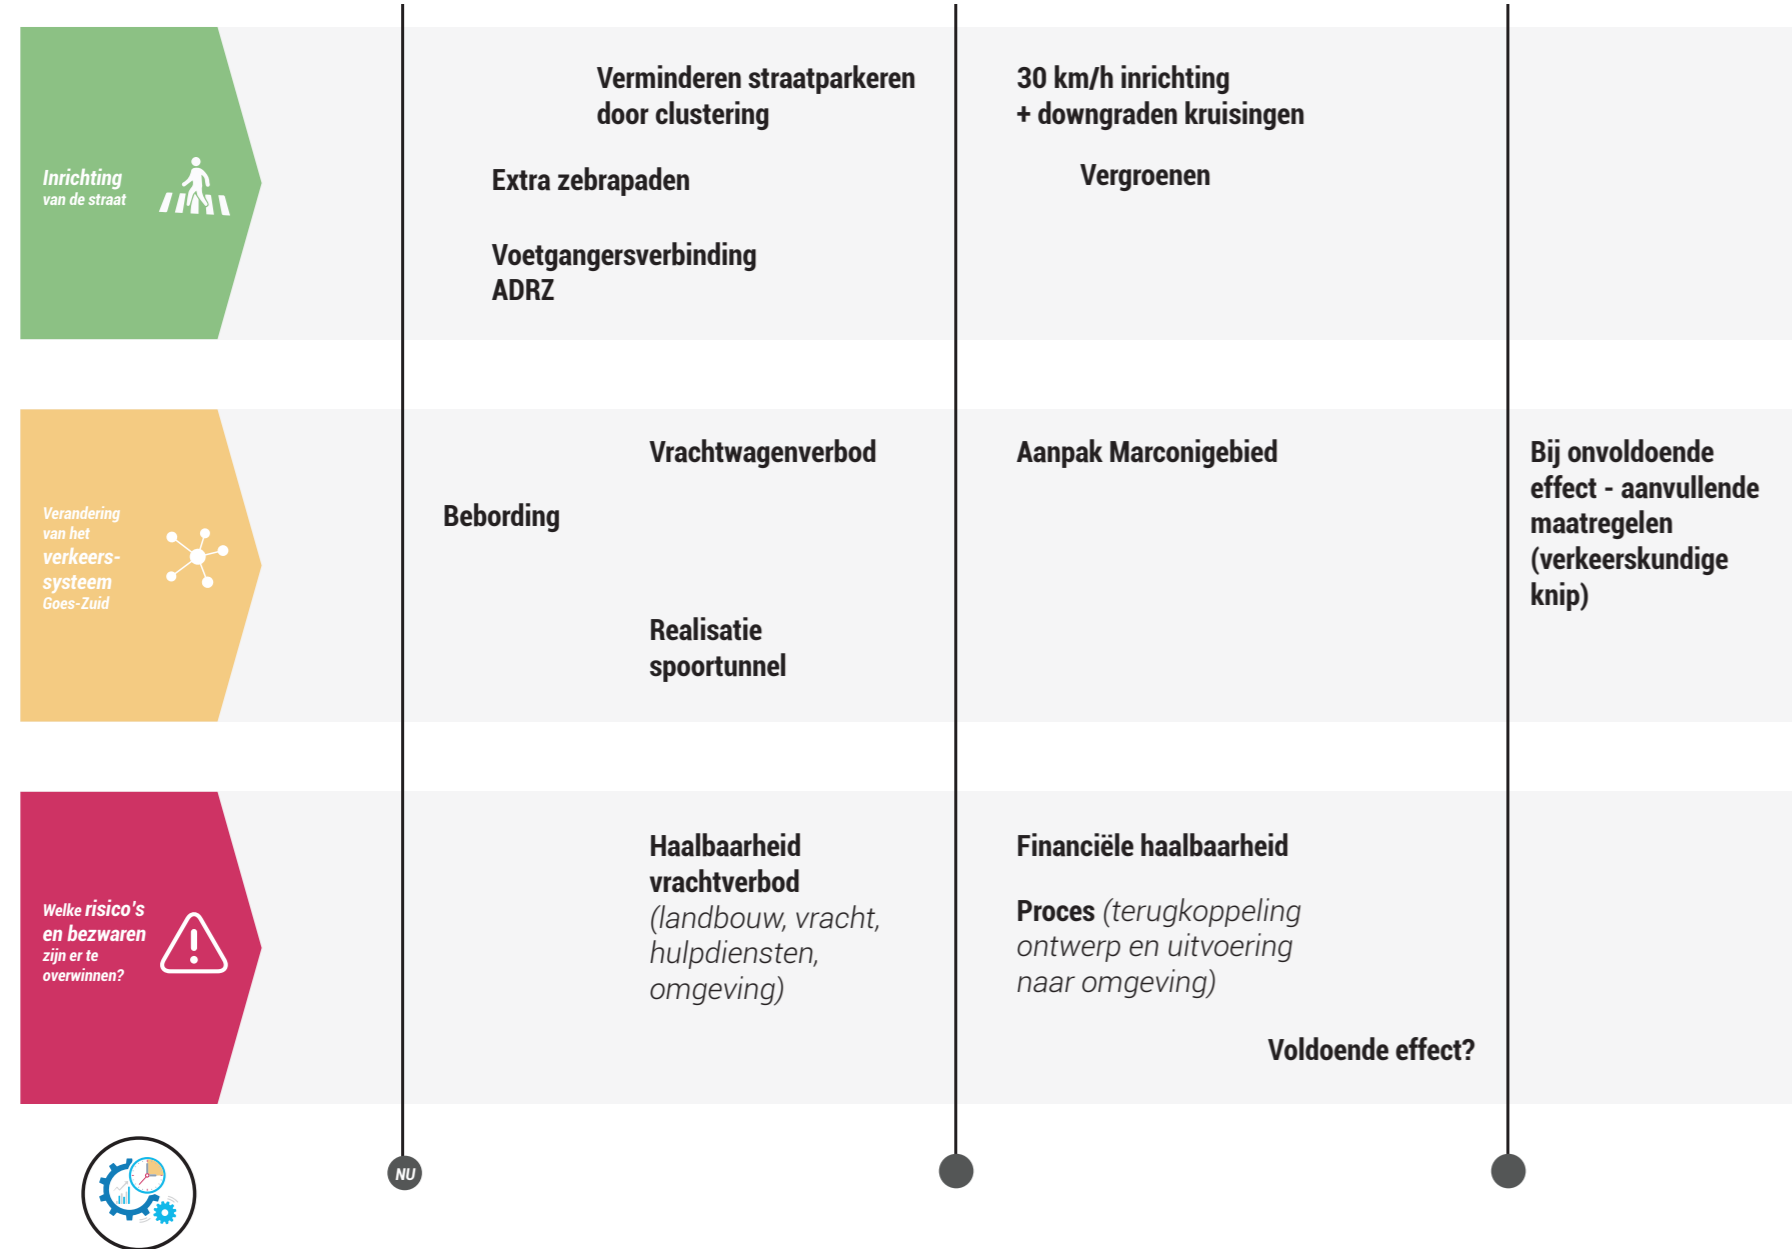 Inrichting
van de straat
Verminderen straatparkeren
door clustering
Extra zebrapaden
Voetgangersverbinding
ADRZ
30 km/h inrichting
+ downgraden kruisingen
Vergroenen
Verandering
van het
verkeers-
systeem
Goes-Zuid
Vrachtwagenverbod
Bebording
Realisatie
spoortunnel
Aanpak Marconigebied
Bij onvoldoende
effect - aanvullende
maatregelen
(verkeerskundige
knip)
Welke risico's
en bezwaren
zijn er te
overwinnen?
Haalbaarheid
vrachtverbod
(landbouw, vracht,
hulpdiensten,
omgeving)
Financiële haalbaarheid
Proces (terugkoppeling
ontwerp en uitvoering
naar omgeving)
Voldoende effect?
NU